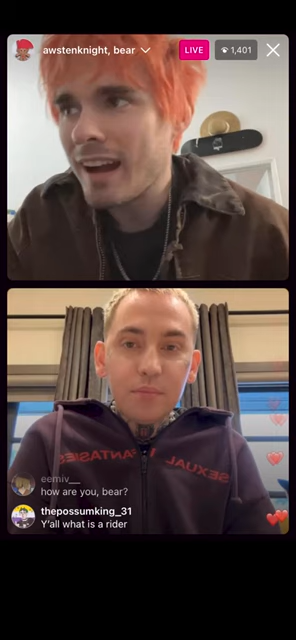 awstenknight, bear
LIVE
1,401
SEXUAL FANTASIES
eemiv__
how are you, bear?
thepossumking_31
Y'all what is a rider